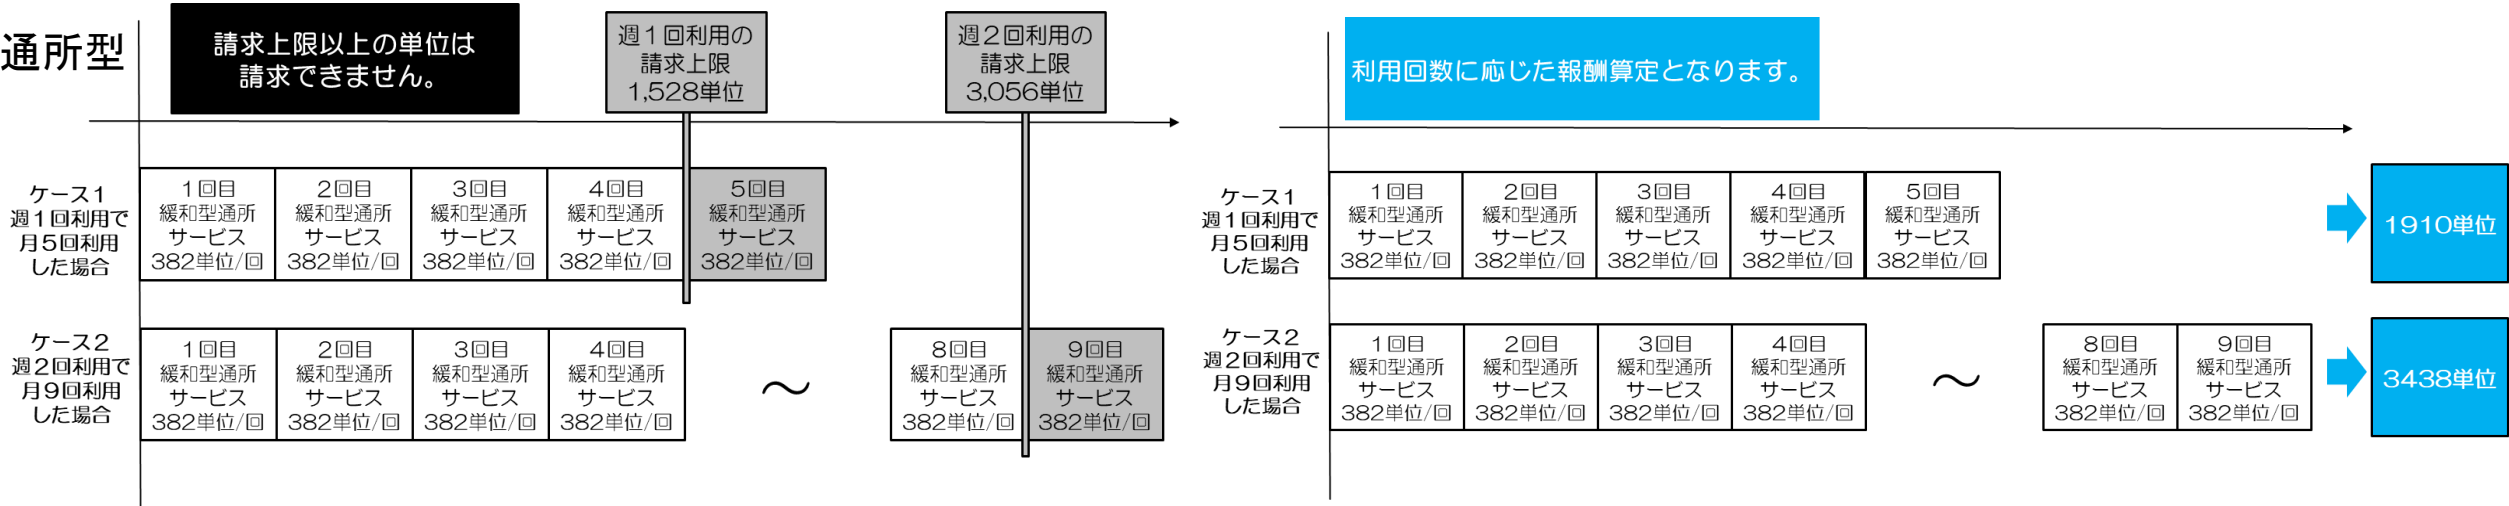 通所型
請求上限以上の単位は
請求できません。
週1回利用の
請求上限
1,528単位
週2回利用の
請求上限
3,056単位
ケース1
週1回利用で
月5回利用
した場合
1回目
緩和型通所
サービス
382単位/回
2回目
緩和型通所
サービス
382単位/回
3回目
緩和型通所
サービス
382単位/回
4回目
緩和型通所
サービス
382単位/回
5回目
緩和型通所
サービス
382単位/回
ケース2
週2回利用で
月9回利用
した場合
1回目
緩和型通所
サービス
382単位/回
2回目
緩和型通所
サービス
382単位/回
3回目
緩和型通所
サービス
382単位/回
4回目
緩和型通所
サービス
382単位/回
～
8回目
緩和型通所
サービス
382単位/回
9回目
緩和型通所
サービス
382単位/回
利用回数に応じた報酬算定となります。
ケース1
週1回利用で
月5回利用
した場合
1回目
緩和型通所
サービス
382単位/回
2回目
緩和型通所
サービス
382単位/回
3回目
緩和型通所
サービス
382単位/回
4回目
緩和型通所
サービス
382単位/回
5回目
緩和型通所
サービス
382単位/回
1910単位
ケース2
週2回利用で
月9回利用
した場合
1回目
緩和型通所
サービス
382単位/回
2回目
緩和型通所
サービス
382単位/回
3回目
緩和型通所
サービス
382単位/回
4回目
緩和型通所
サービス
382単位/回
～
8回目
緩和型通所
サービス
382単位/回
9回目
緩和型通所
サービス
382単位/回
3438単位